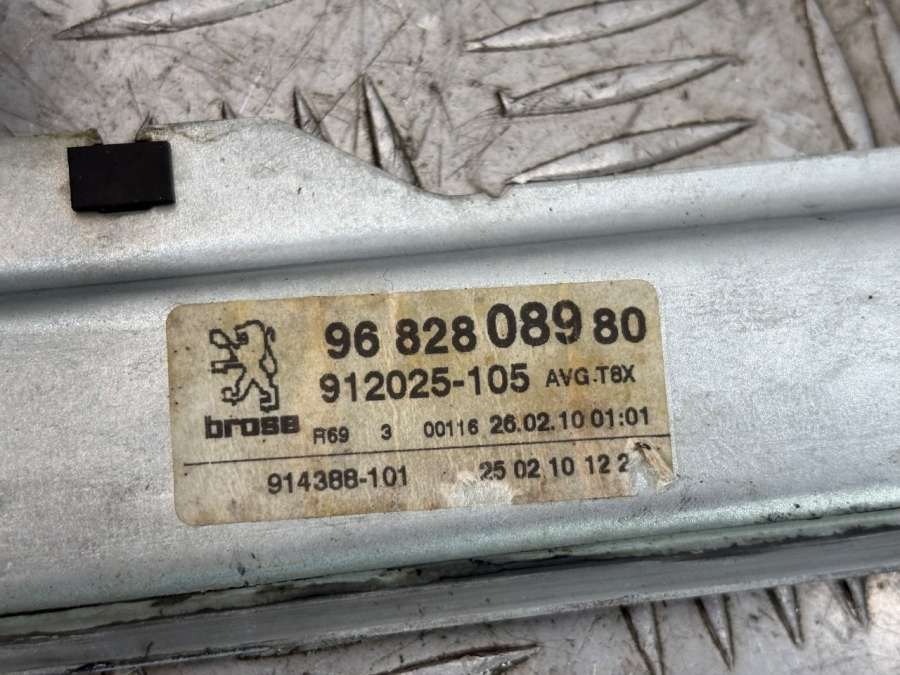 96 828 089 80
912025-105 AVG.T8X
brose R69 3 00116 26.02.10 01:01
914388-101 25 02 10 12 2